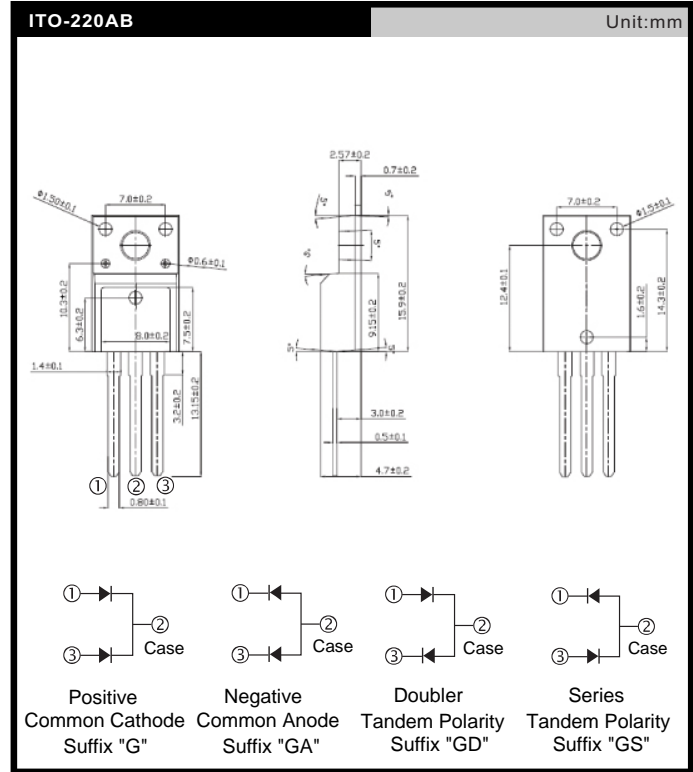 ITO-220AB
Unit:mm
2.57±0.2
0.7±0.2
Φ1.50±0.1
7.0±0.2
5°
Φ0.6±0.1
10.3±0.2
6.3±0.2
8.0±0.2
7.5±0.2
1.4±0.1
3.2±0.2
13.15±0.2
① ② ③
0.80±0.1
5°
5°
9.15±0.2
15.9±0.2
5°
5°
3.0±0.2
0.5±0.1
4.7±0.2
7.0±0.2
Φ1.5±0.1
12.4±0.1
1.6±0.2
14.3±0.2
①
②
③
Case
Positive
Common Cathode
Suffix "G"
①
②
③
Case
Negative
Common Anode
Suffix "GA"
①
②
③
Case
Doubler
Tandem Polarity
Suffix "GD"
①
②
③
Case
Series
Tandem Polarity
Suffix "GS"